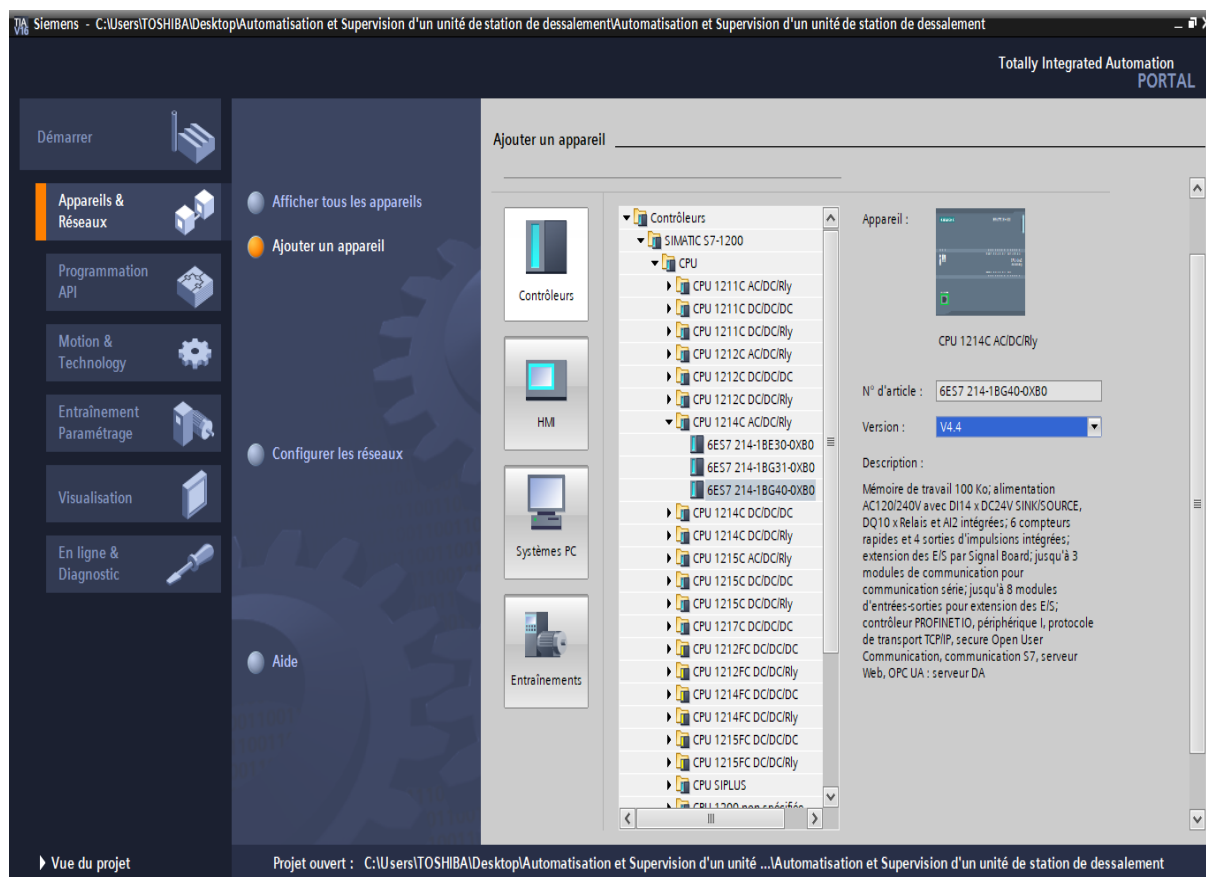 TIA V16 Siemens - C:\Users\TOSHIBA\Desktop\Automatisation et Supervision d'un unité de station de dessalement\Automatisation et Supervision d'un unité de station de dessalement
Totally Integrated Automation
PORTAL
Démarrer
Appareils &
Réseaux
Programmation
API
Motion &
Technology
Entraînement
Paramétrage
Visualisation
En ligne &
Diagnostic
Vue du projet
Afficher tous les appareils
Ajouter un appareil
Configurer les réseaux
Aide
Ajouter un appareil
Contrôleurs
HMI
Systèmes PC
Entraînements
Contrôleurs
SIMATIC S7-1200
CPU
CPU 1211C AC/DC/Rly
CPU 1211C DC/DC/DC
CPU 1211C DC/DC/Rly
CPU 1212C AC/DC/Rly
CPU 1212C DC/DC/DC
CPU 1212C DC/DC/Rly
CPU 1214C AC/DC/Rly
6ES7 214-1BE30-0XB0
6ES7 214-1BG31-0XB0
6ES7 214-1BG40-0XB0
CPU 1214C DC/DC/DC
CPU 1214C DC/DC/Rly
CPU 1215C AC/DC/Rly
CPU 1215C DC/DC/DC
CPU 1215C DC/DC/Rly
CPU 1217C DC/DC/DC
CPU 1212FC DC/DC/DC
CPU 1212FC DC/DC/Rly
CPU 1214FC DC/DC/DC
CPU 1214FC DC/DC/Rly
CPU 1215FC DC/DC/DC
CPU 1215FC DC/DC/Rly
CPU SIPLUS
CPU 1200 non spécifiée
Appareil :
CPU 1214C AC/DC/Rly
N° d'article : 6ES7 214-1BG40-0XB0
Version : V4.4
Description :
Mémoire de travail 100 Ko; alimentation
AC120/240V avec DI14 x DC24V SINK/SOURCE,
DQ10 x Relais et AI2 intégrées; 6 compteurs
rapides et 4 sorties d'impulsions intégrées;
extension des E/S par Signal Board; jusqu'à 3
modules de communication pour
communication série; jusqu'à 8 modules
d'entrées-sorties pour extension des E/S;
contrôleur PROFINET IO, périphérique I, protocole
de transport TCP/IP, secure Open User
Communication, communication S7, serveur
Web, OPC UA : serveur DA
Projet ouvert : C:\Users\TOSHIBA\Desktop\Automatisation et Supervision d'un unité ...\Automatisation et Supervision d'un unité de station de dessalement